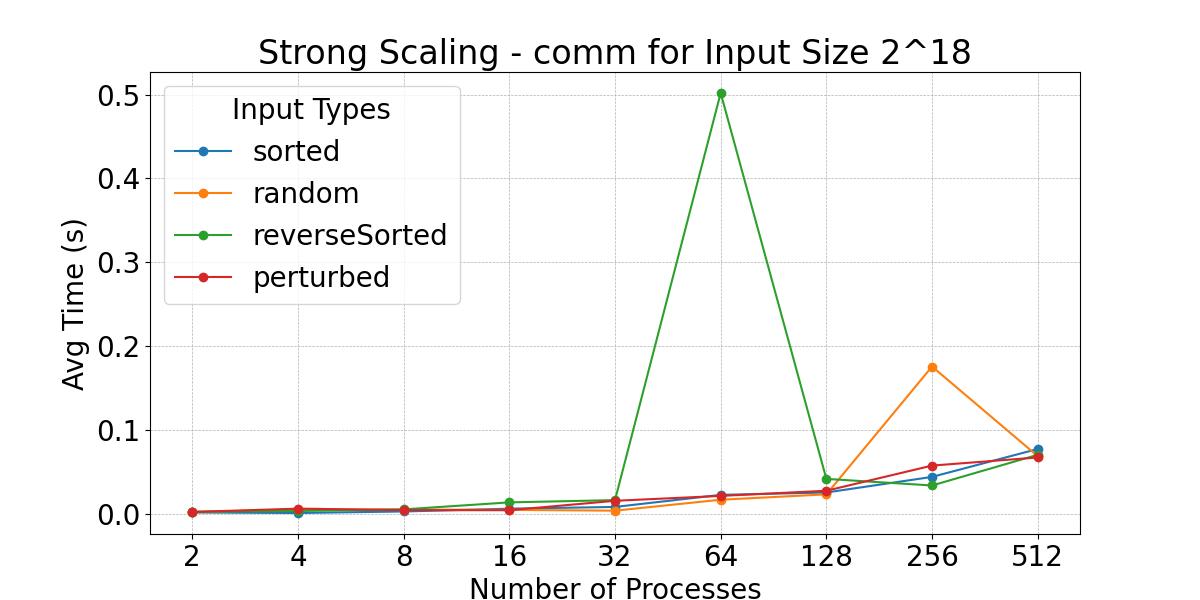 Strong Scaling - comm for Input Size 2^18
Avg Time (s)
0.5
0.4
0.3
0.2
0.1
0.0
Input Types
sorted
random
reverseSorted
perturbed
2 4 8 16 32 64 128 256 512
Number of Processes